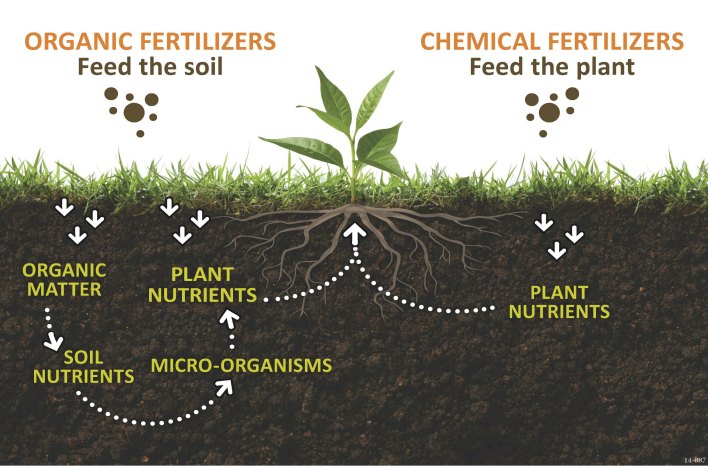 ORGANIC FERTILIZERS
Feed the soil
CHEMICAL FERTILIZERS
Feed the plant
ORGANIC
MATTER
SOIL
NUTRIENTS
MICRO-ORGANISMS
PLANT
NUTRIENTS
PLANT
NUTRIENTS
14-087